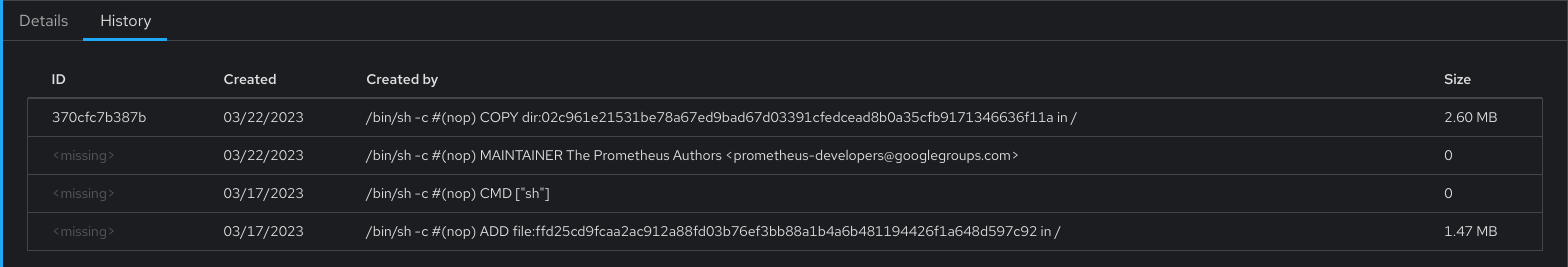 Details History
ID Created Created by Size
370cfc7b387b 03/22/2023 /bin/sh -c #(nop) COPY dir:02c961e21531be78a67ed9bad67d03391cfedcead8b0a35cfb9171346636f11a in / 2.60 MB
<missing> 03/22/2023 /bin/sh -c #(nop) MAINTAINER The Prometheus Authors <prometheus-developers@googlegroups.com> 0
<missing> 03/17/2023 /bin/sh -c #(nop) CMD ["sh"] 0
<missing> 03/17/2023 /bin/sh -c #(nop) ADD file:ffd25cd9fcaa2ac912a88fd03b76ef3bb88a1b4a6b481194426f1a648d597c92 in / 1.47 MB